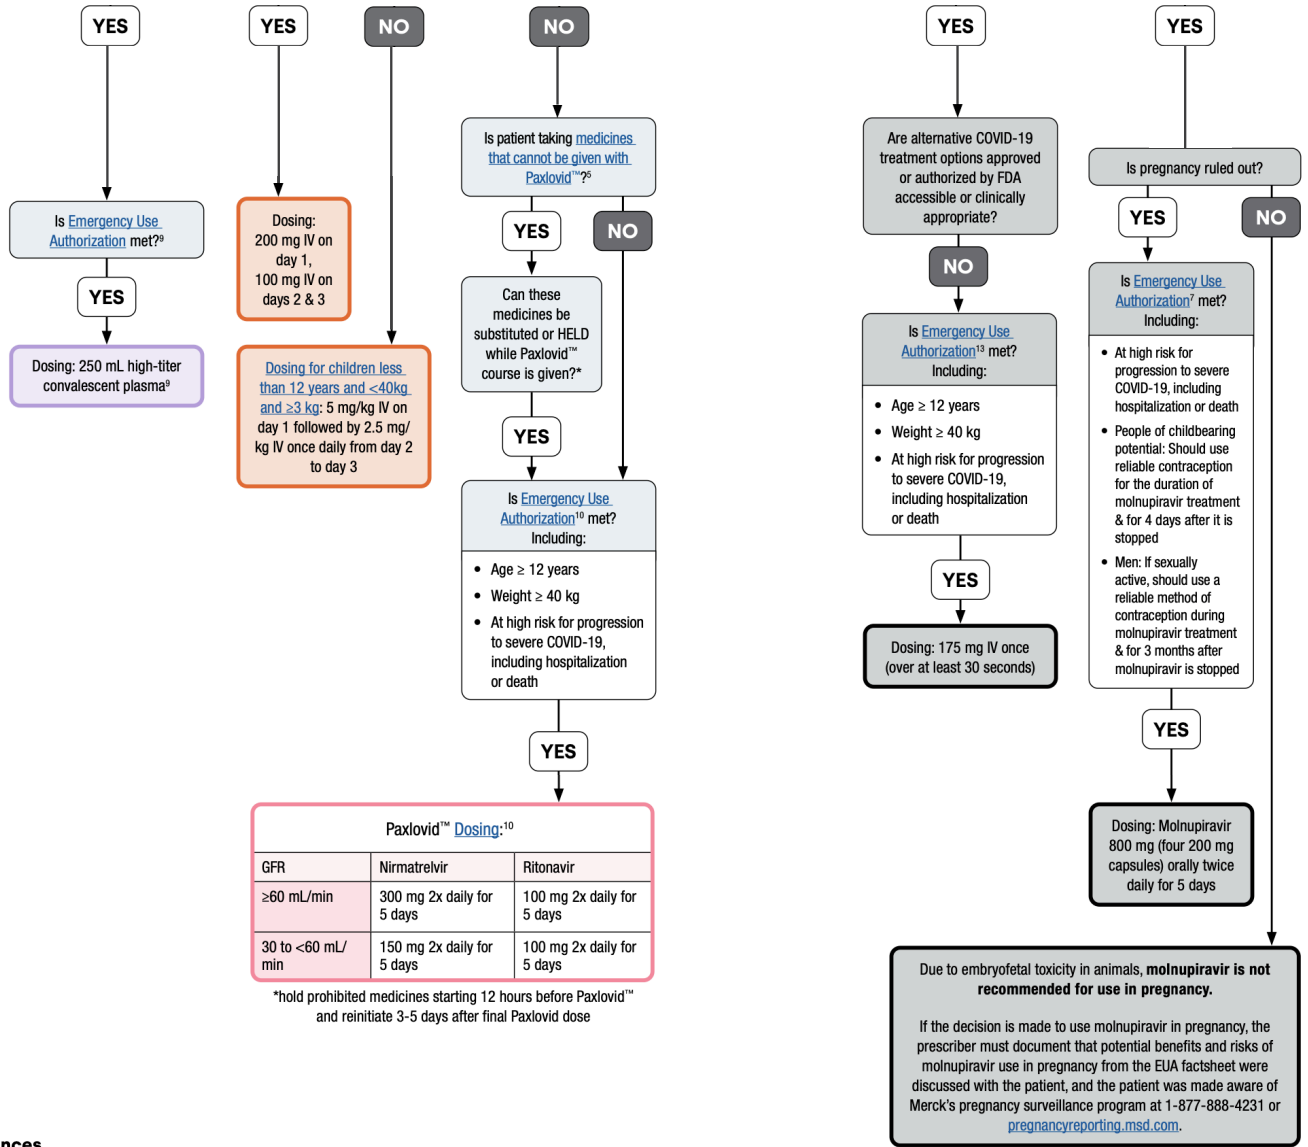 YES
YES
NO
NO
YES
YES
Is Emergency Use
Authorization met?⁹
YES
Dosing: 250 mL high-titer
convalescent plasma⁹
Dosing:
200 mg IV on
day 1,
100 mg IV on
days 2 & 3
Dosing for children less
than 12 years and <40kg
and ≥3 kg: 5 mg/kg IV on
day 1 followed by 2.5 mg/
kg IV once daily from day 2
to day 3
Is patient taking medicines
that cannot be given with
Paxlovid™?⁵
YES
NO
Can these
medicines be
substituted or HELD
while Paxlovid™
course is given?*
YES
Is Emergency Use
Authorization¹⁰ met?
Including:
• Age ≥ 12 years
• Weight ≥ 40 kg
• At high risk for progression
to severe COVID-19,
including hospitalization
or death
YES
Paxlovid™ Dosing:¹⁰
GFR Nirmatrelvir Ritonavir
≥60 mL/min 300 mg 2x daily for 100 mg 2x daily for
5 days 5 days
30 to <60 mL/ 150 mg 2x daily for 100 mg 2x daily for
min 5 days 5 days
*hold prohibited medicines starting 12 hours before Paxlovid™
and reinitiate 3-5 days after final Paxlovid dose
Are alternative COVID-19
treatment options approved
or authorized by FDA
accessible or clinically
appropriate?
NO
Is Emergency Use
Authorization¹³ met?
Including:
• Age ≥ 12 years
• Weight ≥ 40 kg
• At high risk for progression
to severe COVID-19,
including hospitalization
or death
YES
Dosing: 175 mg IV once
(over at least 30 seconds)
Is pregnancy ruled out?
YES
NO
Is Emergency Use
Authorization⁷ met?
Including:
• At high risk for
progression to severe
COVID-19, including
hospitalization or death
• People of childbearing
potential: Should use
reliable contraception
for the duration of
molnupiravir treatment
& for 4 days after it is
stopped
• Men: If sexually
active, should use a
reliable method of
contraception during
molnupiravir treatment
& for 3 months after
molnupiravir is stopped
YES
Dosing: Molnupiravir
800 mg (four 200 mg
capsules) orally twice
daily for 5 days
Due to embryofetal toxicity in animals, molnupiravir is not
recommended for use in pregnancy.
If the decision is made to use molnupiravir in pregnancy, the
prescriber must document that potential benefits and risks of
molnupiravir use in pregnancy from the EUA factsheet were
discussed with the patient, and the patient was made aware of
Merck's pregnancy surveillance program at 1-877-888-4231 or
pregnancyreporting.msd.com.